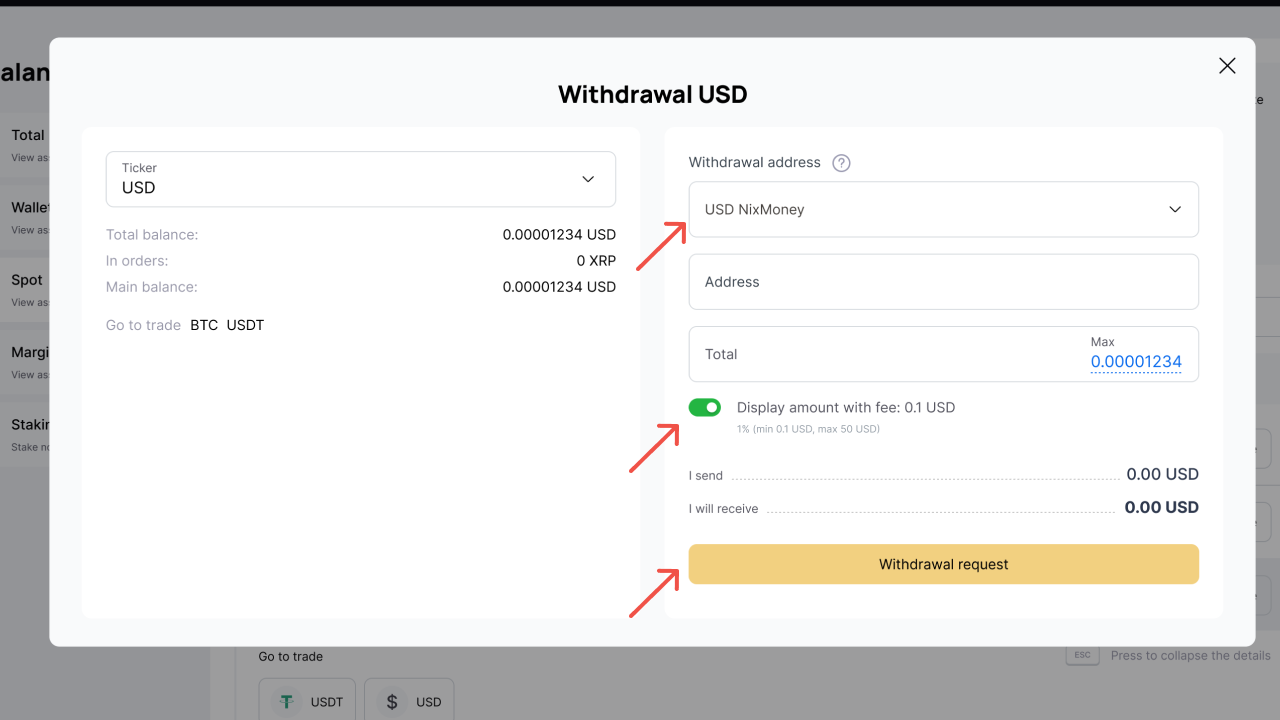 alan
Total
View as
Wallet
View as
Spot
View as
Margi
View as
Stakin
Stake no
Withdrawal USD
Ticker
USD
Total balance: 0.00001234 USD
In orders: 0 XRP
Main balance: 0.00001234 USD
Go to trade BTC USDT
Withdrawal address ?
USD NixMoney
Address
Total
Max
0.00001234
Display amount with fee: 0.1 USD
1% (min 0.1 USD, max 50 USD)
I send 0.00 USD
I will receive 0.00 USD
Withdrawal request
Go to trade
ESC Press to collapse the details
USDT $ USD